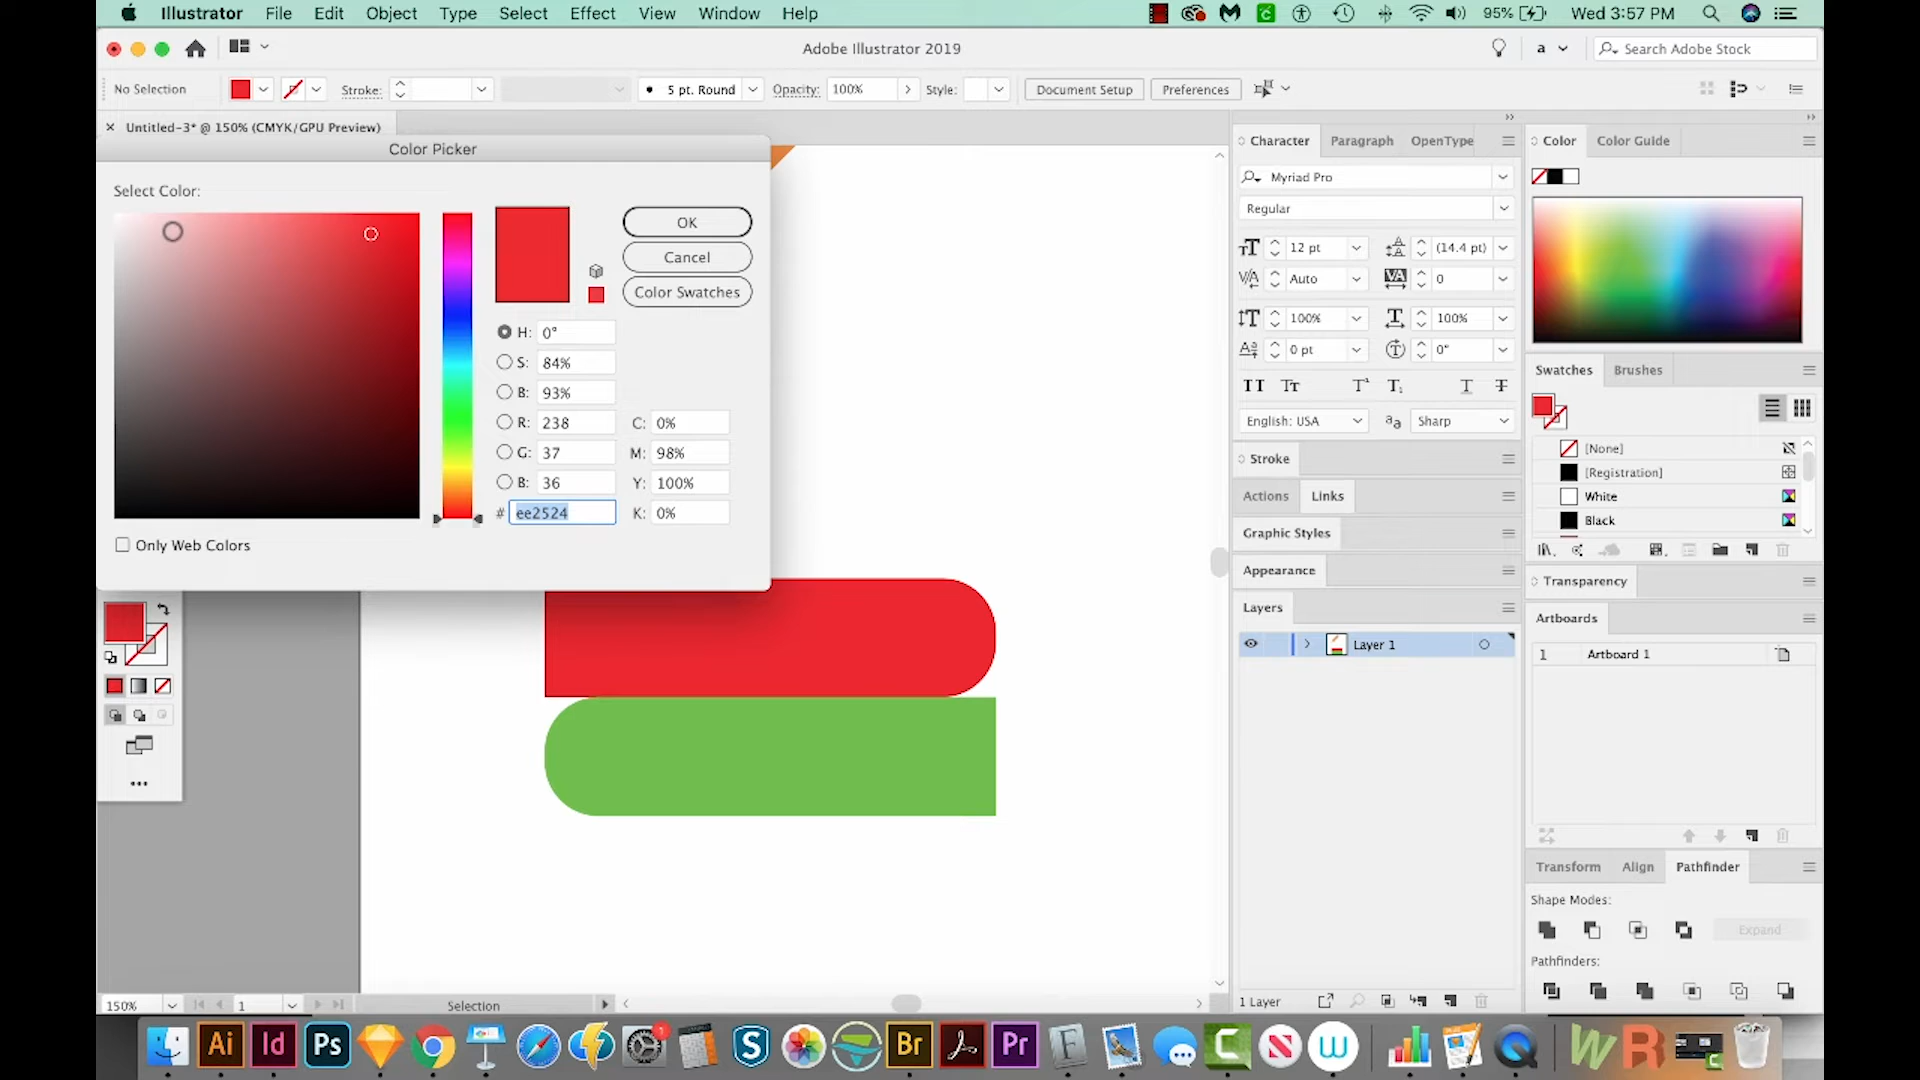 Illustrator File Edit Object Type Select Effect View Window Help 95% Wed 3:57 PM
Adobe Illustrator 2019 a Search Adobe Stock
No Selection Stroke: 5 pt. Round Opacity: 100% Style: Document Setup Preferences
Untitled-3* @ 150% (CMYK/GPU Preview)
Color Picker
Select Color:
OK
Cancel
Color Swatches
H: 0°
S: 84%
B: 93%
R: 238 C: 0%
G: 37 M: 98%
B: 36 Y: 100%
# ee2524 K: 0%
Only Web Colors
Character Paragraph OpenType
Myriad Pro
Regular
12 pt (14.4 pt)
Auto 0
100% 100%
0 pt 0°
English: USA Sharp
Stroke
Actions Links
Graphic Styles
Appearance
Layers
Layer 1
1 Layer
Color Color Guide
Swatches Brushes
[None]
[Registration]
White
Black
Transparency
Artboards
1 Artboard 1
Transform Align Pathfinder
Shape Modes:
Expand
Pathfinders:
150% 1 Selection
Ai Id Ps 1 S Br Pr F C N W W R C